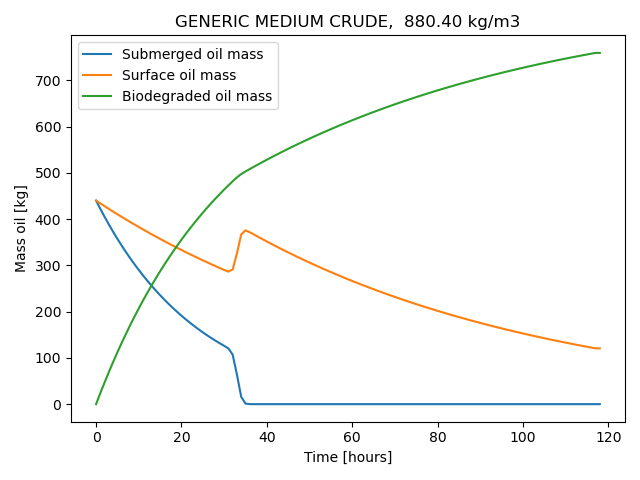 GENERIC MEDIUM CRUDE,  880.40 kg/m3
Submerged oil mass
Surface oil mass
Biodegraded oil mass
Mass oil [kg]
700
600
500
400
300
200
100
0
0 20 40 60 80 100 120
Time [hours]